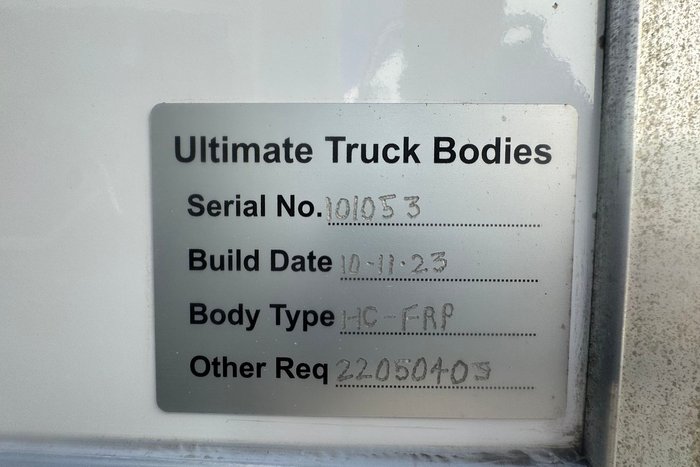 Ultimate Truck Bodies
Serial No. 101053
Build Date 10-11-23
Body Type HC-FRP
Other Req 22050405